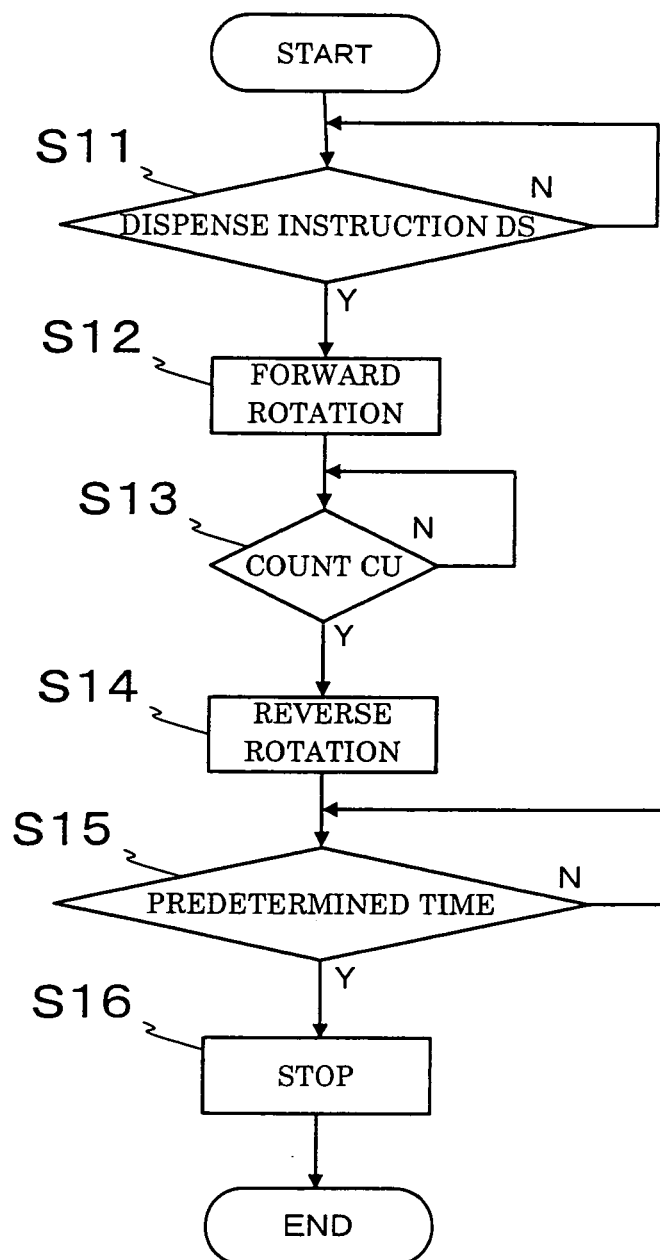 START
S11
N
DISPENSE INSTRUCTION DS
Y
S12
FORWARD
ROTATION
S13
N
COUNT CU
Y
S14
REVERSE
ROTATION
S15
N
PREDETERMINED TIME
Y
S16
STOP
END